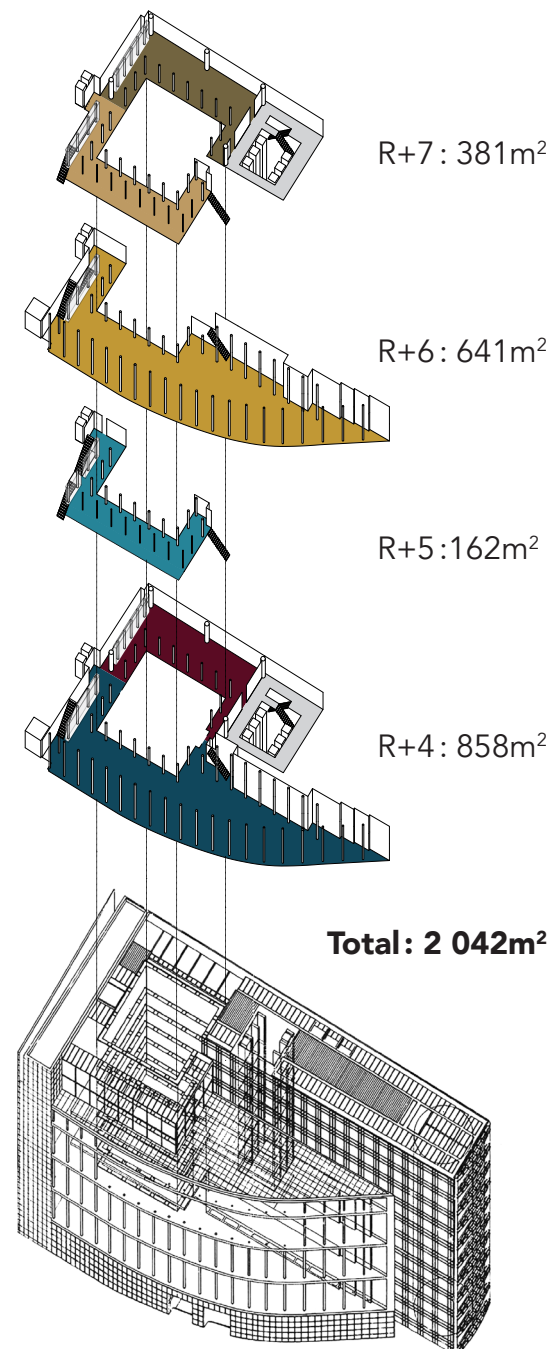 R+7 : 381m²
R+6 : 641m²
R+5 :162m²
R+4 : 858m²
Total : 2 042m²